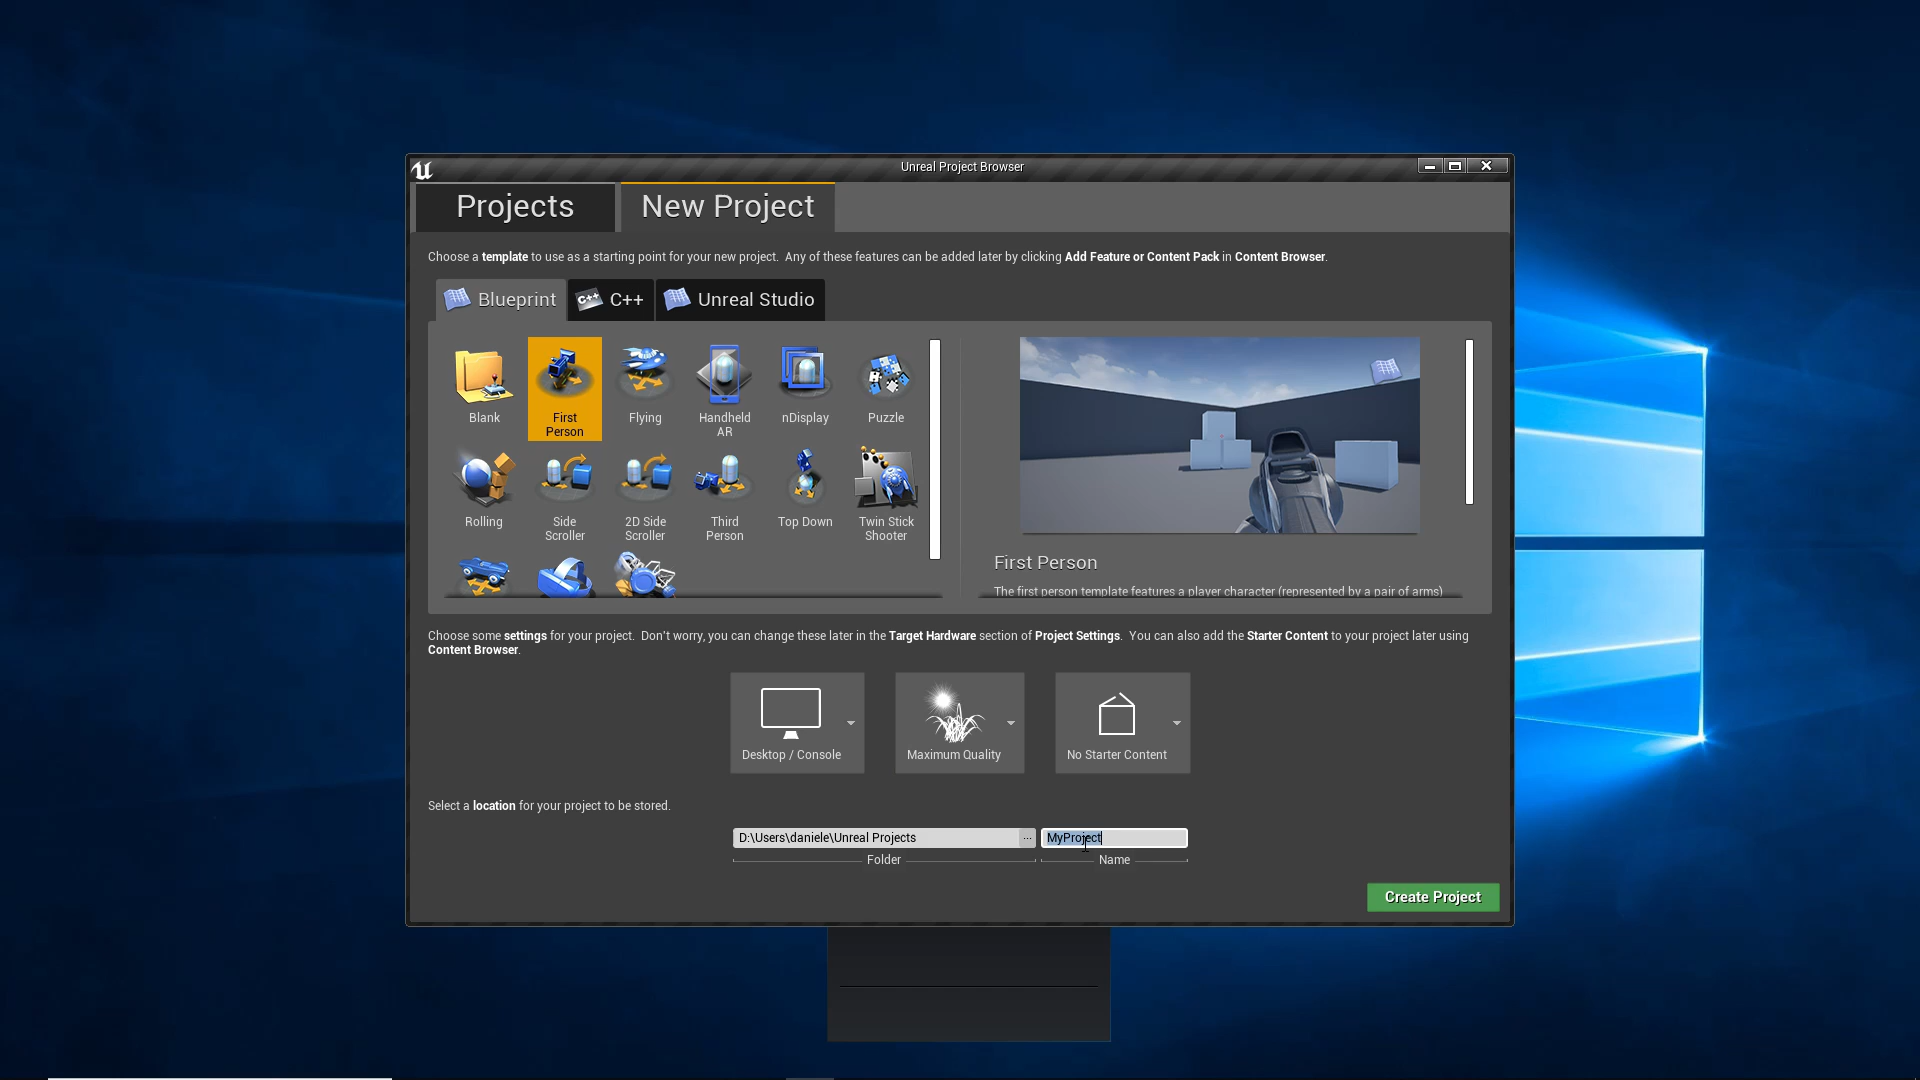 Unreal Project Browser
Projects
New Project
Choose a template to use as a starting point for your new project.  Any of these features can be added later by clicking Add Feature or Content Pack in Content Browser.
Blueprint
C++
C++
Unreal Studio
Blank
First
Person
Flying
Handheld
AR
nDisplay
Puzzle
Rolling
Side
Scroller
2D Side
Scroller
Third
Person
Top Down
Twin Stick
Shooter
First Person
The first person template features a player character (represented by a pair of arms)
Choose some settings for your project.  Don't worry, you can change these later in the Target Hardware section of Project Settings.  You can also add the Starter Content to your project later using
Content Browser.
Desktop / Console
Maximum Quality
No Starter Content
Select a location for your project to be stored.
D:\Users\daniele\Unreal Projects
...
MyProject
Folder
Name
Create Project